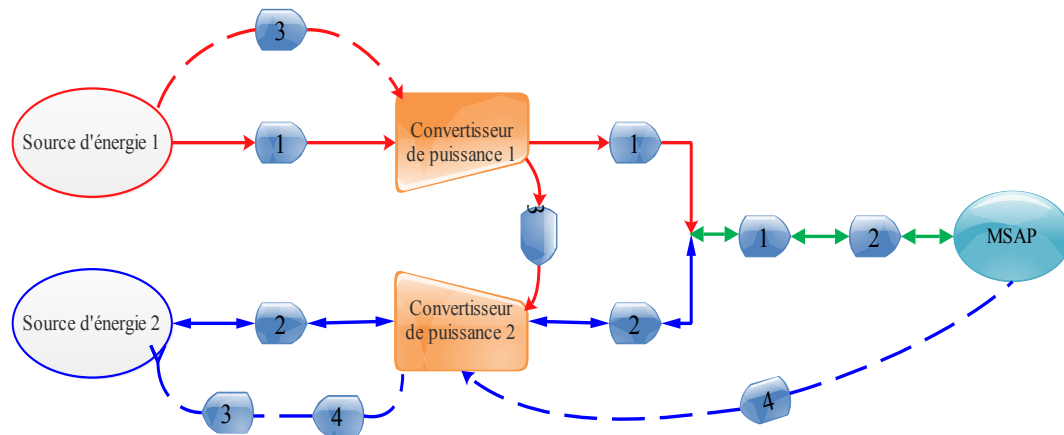 3
Source d'énergie 1
1
Convertisseur
de puissance 1
1
3
1
2
MSAP
Source d'énergie 2
2
Convertisseur
de puissance 2
2
3
4
4